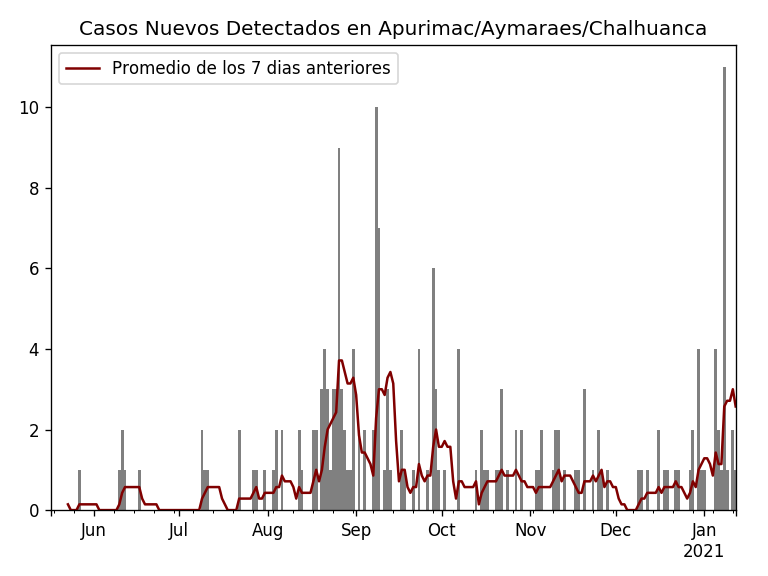 Casos Nuevos Detectados en Apurimac/Aymaraes/Chalhuanca
Promedio de los 7 dias anteriores
10
8
6
4
2
0
Jun Jul Aug Sep Oct Nov Dec Jan
2021